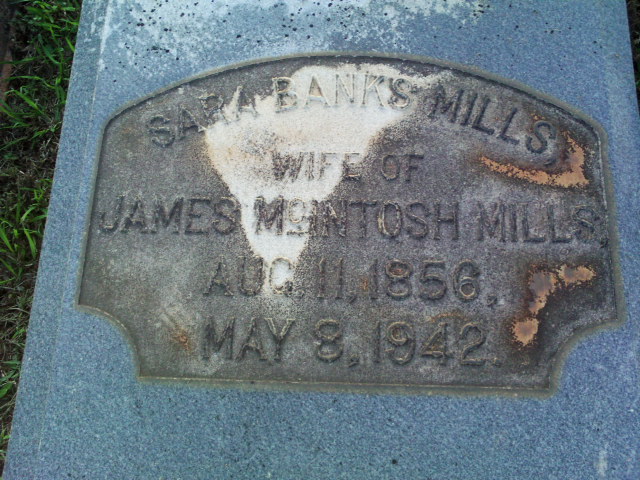 SARA BANKS MILLS,
WIFE OF
JAMES McINTOSH MILLS,
AUG. 11, 1856,
MAY 8, 1942.